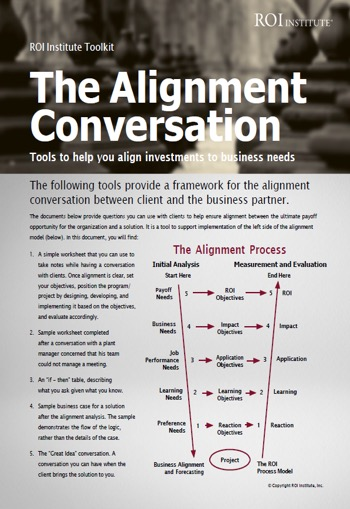 ROI INSTITUTE®
ROI Institute Toolkit
The Alignment
Conversation
Tools to help you align investments to business needs
The following tools provide a framework for the alignment
conversation between client and the business partner.
The documents below provide questions you can use with clients to help ensure alignment between the ultimate payoff
opportunity for the organization and a solution. It is a tool to support implementation of the left side of the alignment
model (below). In this document, you will find:
1. A simple worksheet that you can use to
take notes while having a conversation
with clients. Once alignment is clear, set
your objectives, position the program/
project by designing, developing, and
implementing it based on the objectives,
and evaluate accordingly.
2. Sample worksheet completed
after a conversation with a plant
manager concerned that his team
could not manage a meeting.
3. An "if – then" table, describing
what you ask given what you know.
4. Sample business case for a solution
after the alignment analysis. The sample
demonstrates the flow of the logic,
rather than the details of the case.
5. The "Great Idea" conversation. A
conversation you can have when the
client brings the solution to you.
The Alignment Process
Initial Analysis Measurement and Evaluation
Start Here End Here
Payoff
Needs 5 ROI
Objectives 5 ROI
Business
Needs 4 Impact
Objectives 4 Impact
Job
Performance
Needs 3 Application
Objectives 3 Application
Learning
Needs 2 Learning
Objectives 2 Learning
Preference
Needs 1 Reaction
Objectives 1 Reaction
Business Alignment
and Forecasting Project The ROI
Process Model
© Copyright ROI Institute, Inc.